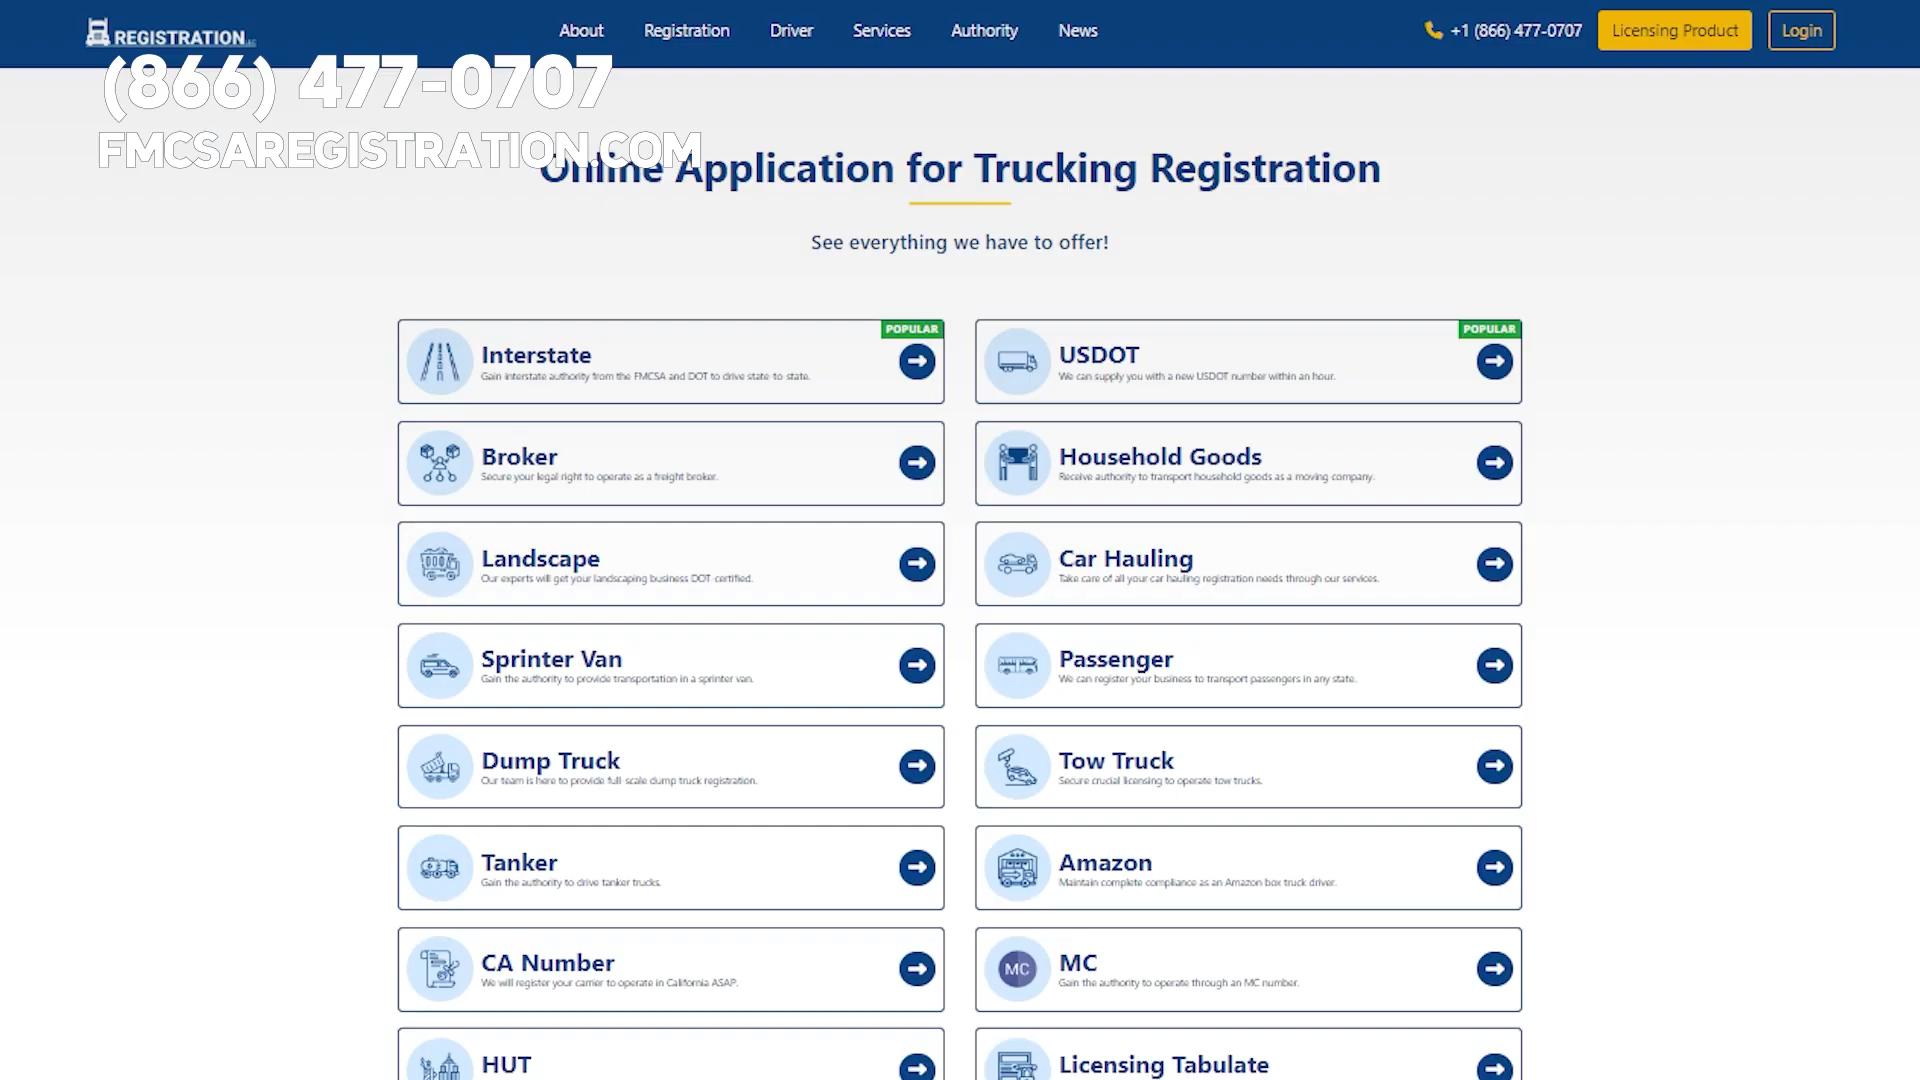 REGISTRATION
About
Registration
Driver
Services
Authority
News
+1 (866) 477-0707
Licensing Product
Login
(866) 477-0707
FMCSAREGISTRATION.COM
Online Application for Trucking Registration
See everything we have to offer!
POPULAR
Interstate
Gain interstate authority from the FMCSA and DOT to drive state-to-state.
POPULAR
USDOT
We can supply you with a new USDOT number within an hour.
Broker
Secure your legal right to operate as a freight broker.
Household Goods
Receive authority to transport household goods as a moving company.
Landscape
Our experts will get your landscaping business DOT-certified.
Car Hauling
Take care of all your car hauling registration needs through our services.
Sprinter Van
Gain the authority to provide transportation in a sprinter van.
Passenger
We can register your business to transport passengers in any state.
Dump Truck
Our team is here to provide full-scale dump truck registration.
Tow Truck
Secure crucial licensing to operate tow trucks.
Tanker
Gain the authority to drive tanker trucks.
Amazon
Maintain complete compliance as an Amazon box truck driver.
CA Number
We will register your carrier to operate in California ASAP.
MC
MC
Gain the authority to operate through an MC number.
HUT
Licensing Tabulate